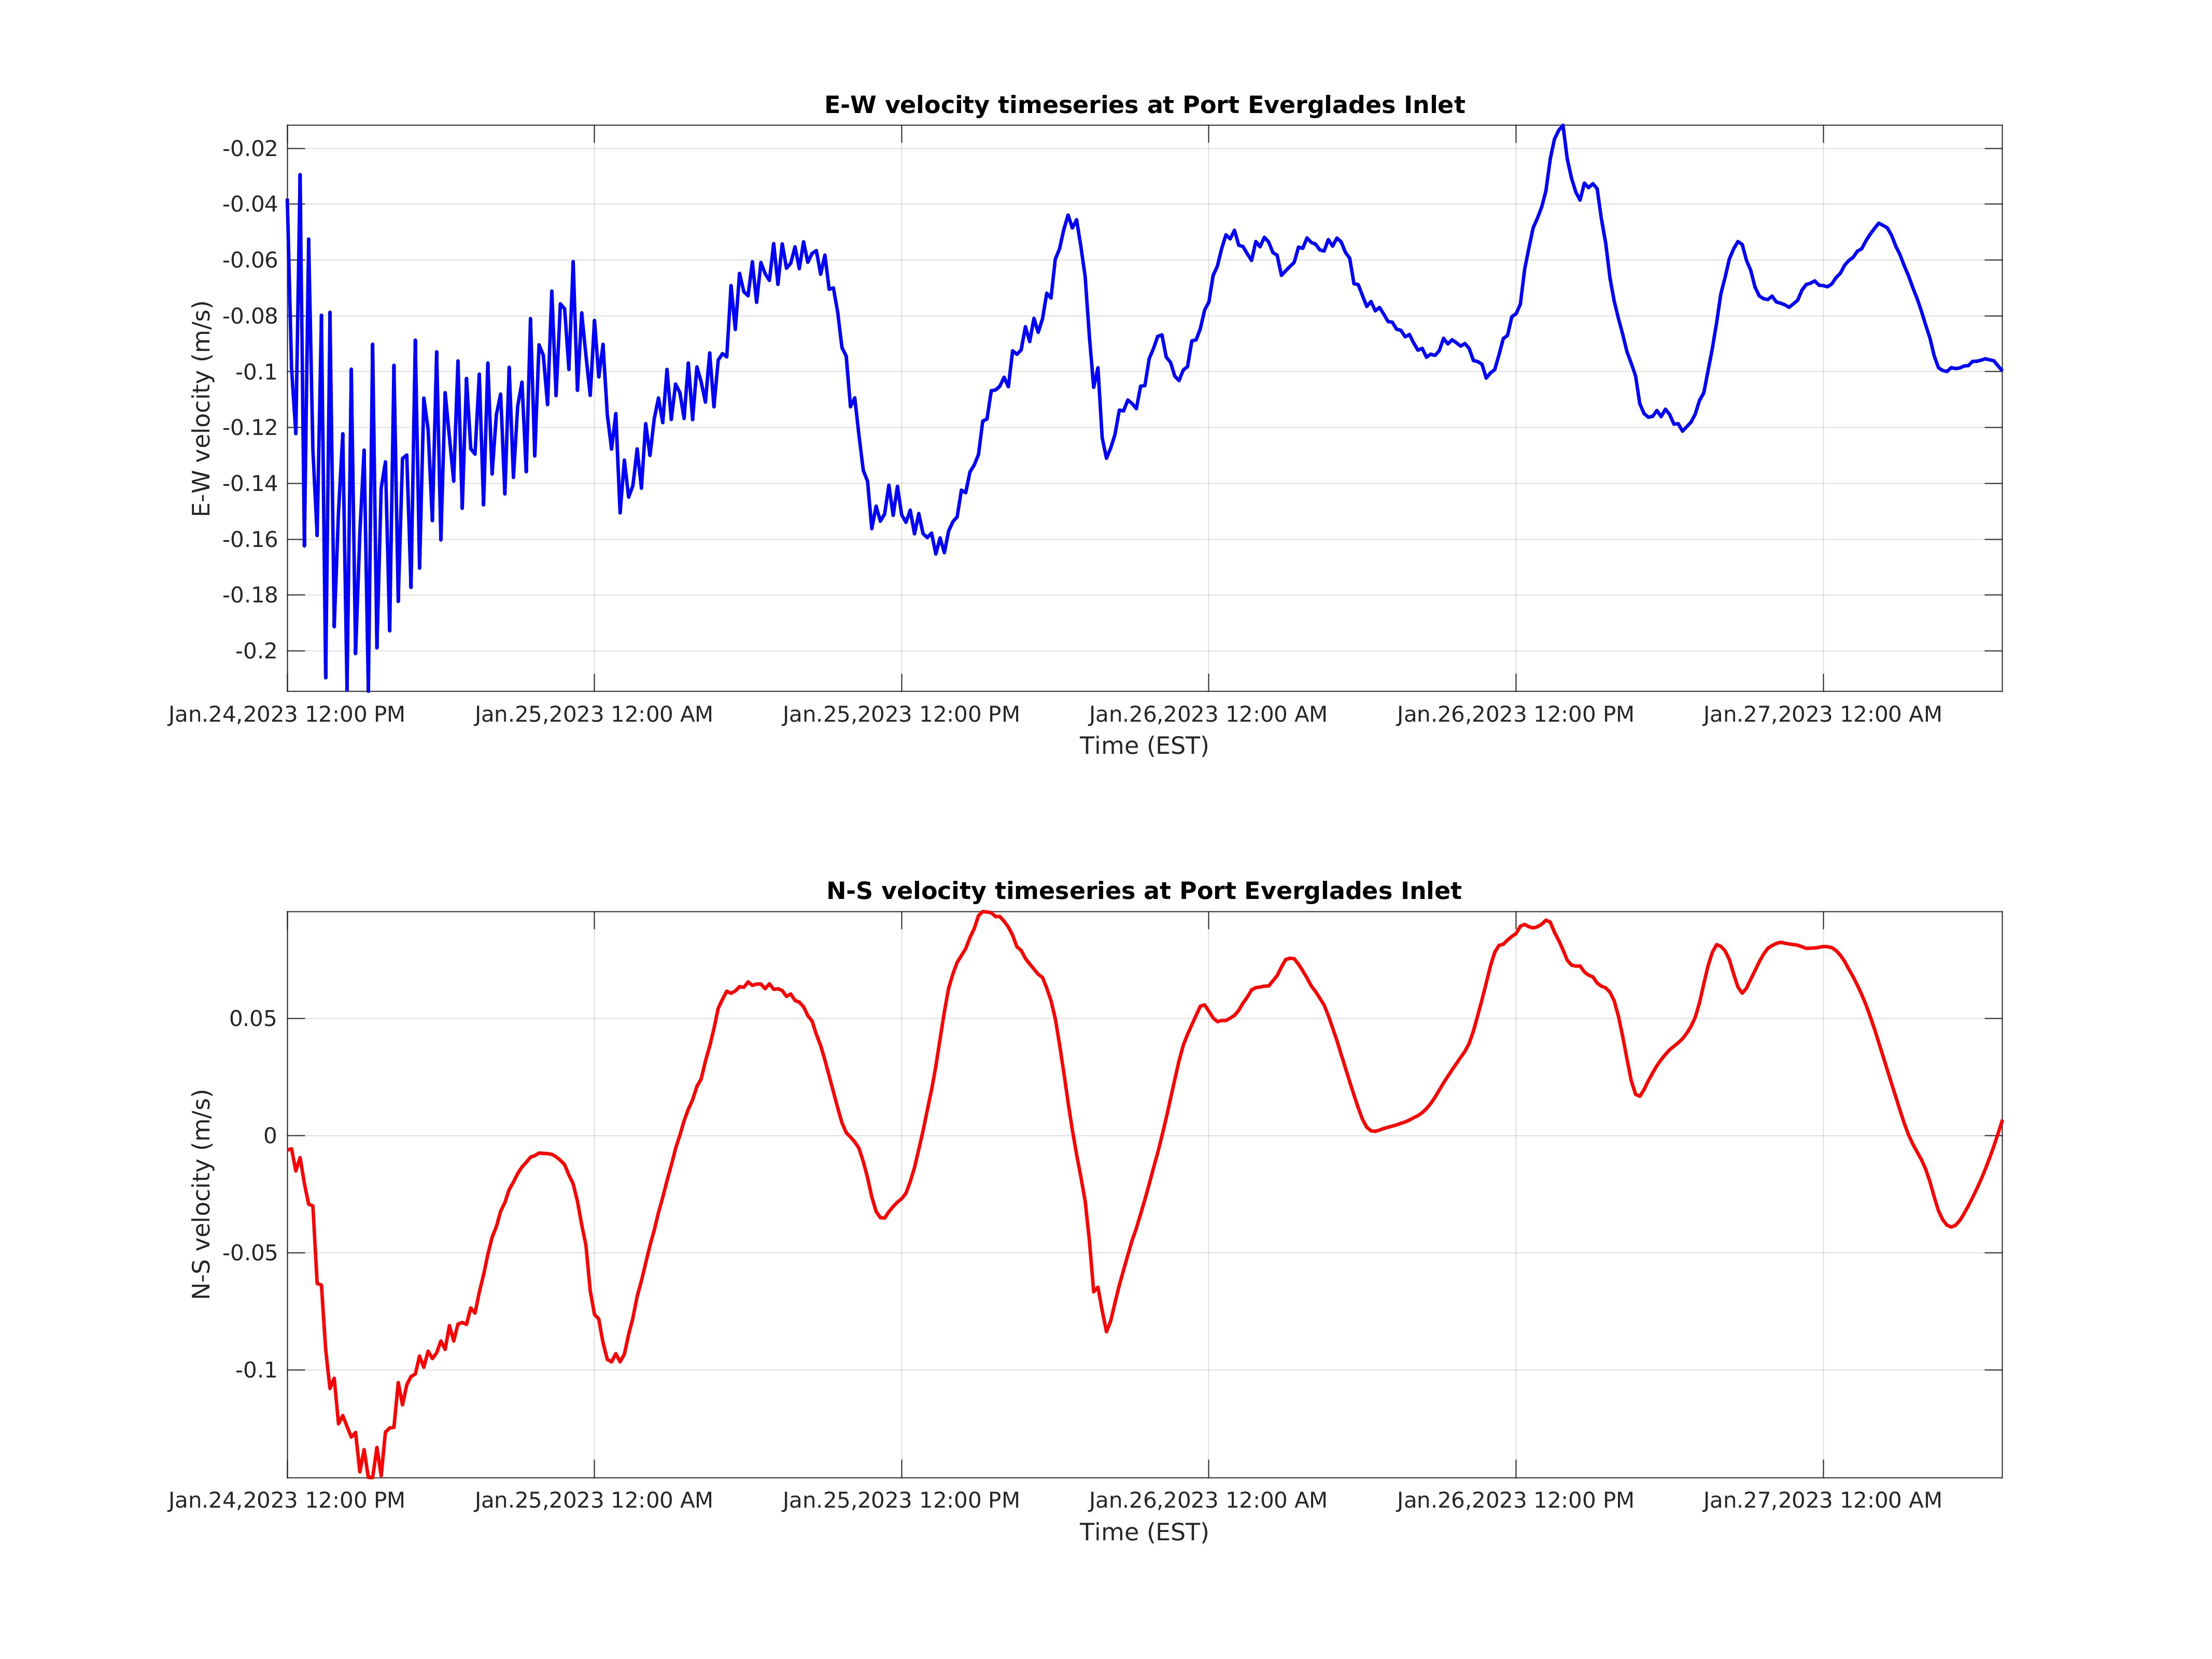 E-W velocity timeseries at Port Everglades Inlet
E-W velocity (m/s)
-0.02
-0.04
-0.06
-0.08
-0.1
-0.12
-0.14
-0.16
-0.18
-0.2
Jan.24,2023 12:00 PM Jan.25,2023 12:00 AM Jan.25,2023 12:00 PM Jan.26,2023 12:00 AM Jan.26,2023 12:00 PM Jan.27,2023 12:00 AM
Time (EST)
N-S velocity timeseries at Port Everglades Inlet
N-S velocity (m/s)
0.05
0
-0.05
-0.1
Jan.24,2023 12:00 PM Jan.25,2023 12:00 AM Jan.25,2023 12:00 PM Jan.26,2023 12:00 AM Jan.26,2023 12:00 PM Jan.27,2023 12:00 AM
Time (EST)